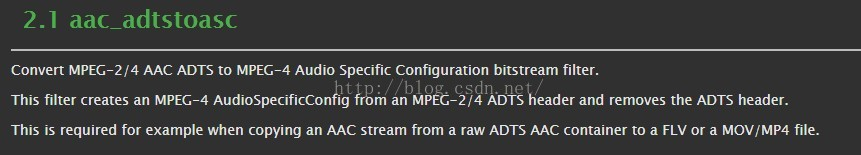 2.1 aac_adtstoasc
Convert MPEG-2/4 AAC ADTS to MPEG-4 Audio Specific Configuration bitstream filter.
http://blog.csdn.net/
This filter creates an MPEG-4 AudioSpecificConfig from an MPEG-2/4 ADTS header and removes the ADTS header.
This is required for example when copying an AAC stream from a raw ADTS AAC container to a FLV or a MOV/MP4 file.